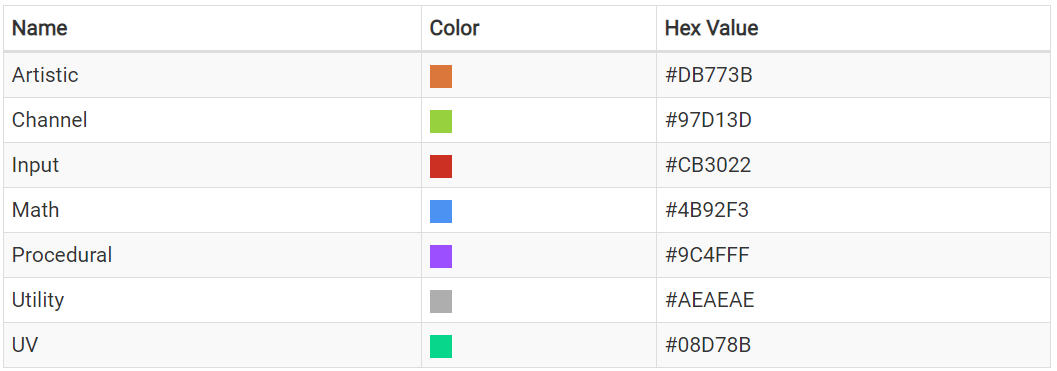 Name Color Hex Value
Artistic #DB773B
Channel #97D13D
Input #CB3022
Math #4B92F3
Procedural #9C4FFF
Utility #AEAEAE
UV #08D78B